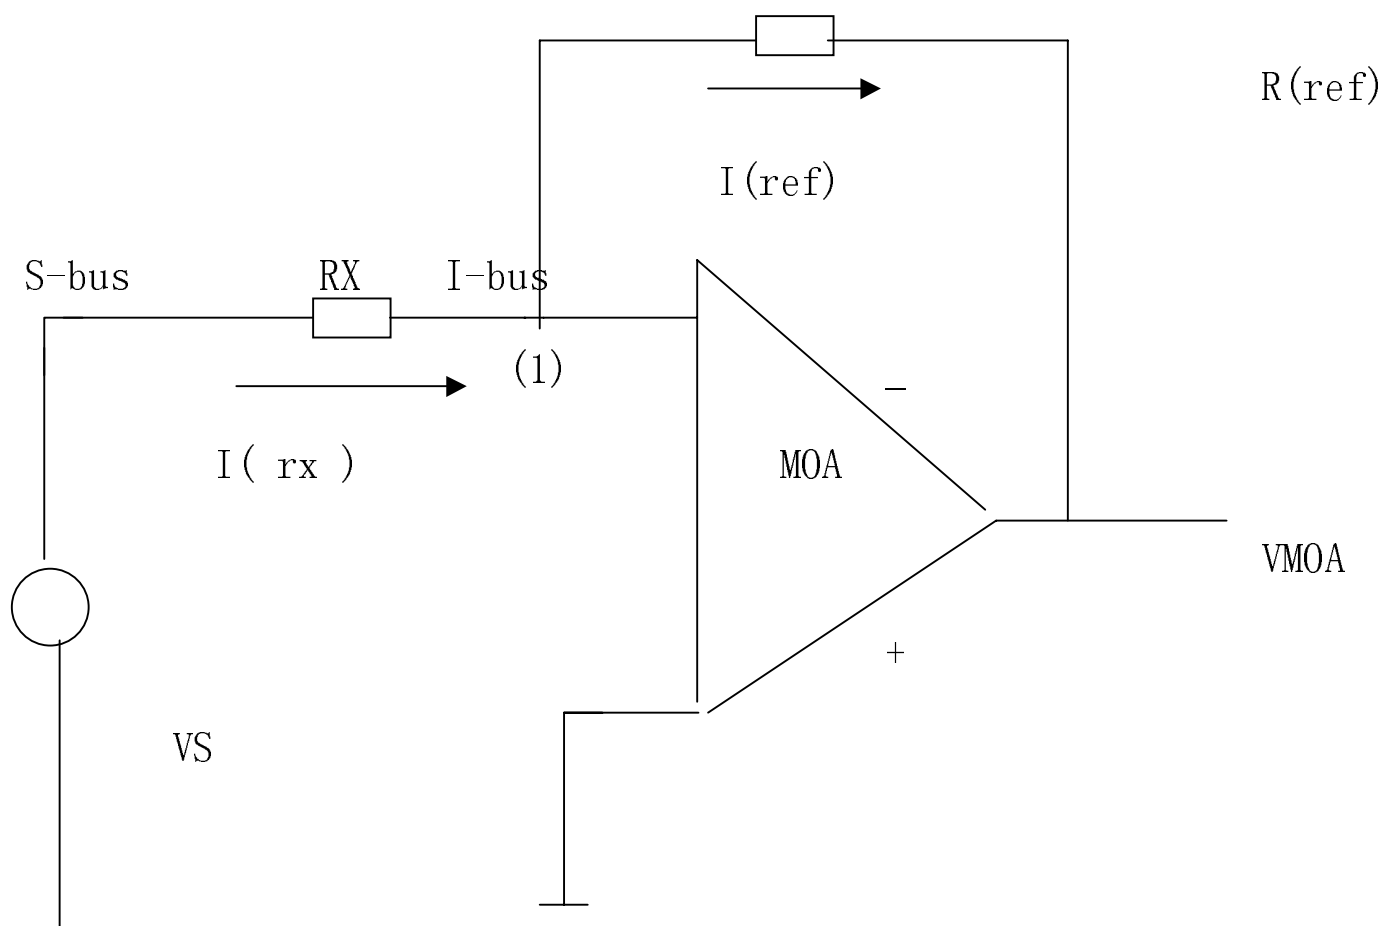 R(ref)
I(ref)
S-bus RX I-bus
(1)
−
I( rx ) MOA
VMOA
+
VS